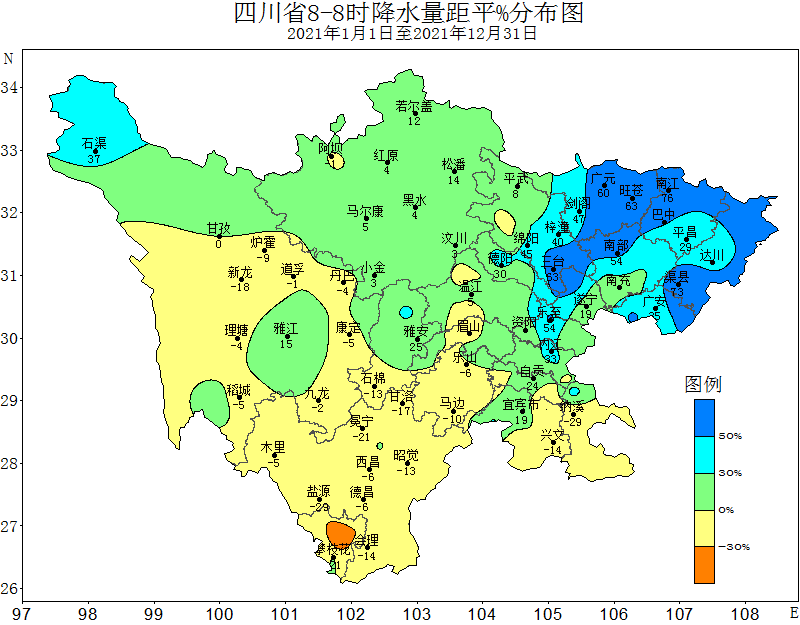 四川省8-8时降水量距平%分布图
2021年1月1日至2021年12月31日
N
34
33
32
31
30
29
28
27
26
97
98
99
100
101
102
103
104
105
106
107
108
E
石渠
37
若尔盖
12
阿坝
红原
4
松潘
14
平武
8
广元
60
旺苍
63
南江
76
剑阁
47
巴中
黑水
4
马尔康
5
甘孜
0
炉霍
-9
汶川
3
绵阳
45
梓潼
40
平昌
29
南部
54
达川
德阳
30
三台
53
新龙
-18
道孚
-1
丹巴
-4
小金
3
温江
5
南充
渠县
73
遂宁
19
广安
35
乐至
54
理塘
-4
雅江
15
康定
-5
雅安
25
眉山
资阳
内江
33
乐山
-6
自贡
24
稻城
-5
九龙
-2
石棉
-13
甘洛
-17
马边
-10
宜宾市
19
纳溪
-29
冕宁
-21
兴文
-14
木里
-5
西昌
-6
昭觉
-13
盐源
-29
德昌
-6
攀枝花
会理
-14
图例
50%
30%
0%
-30%